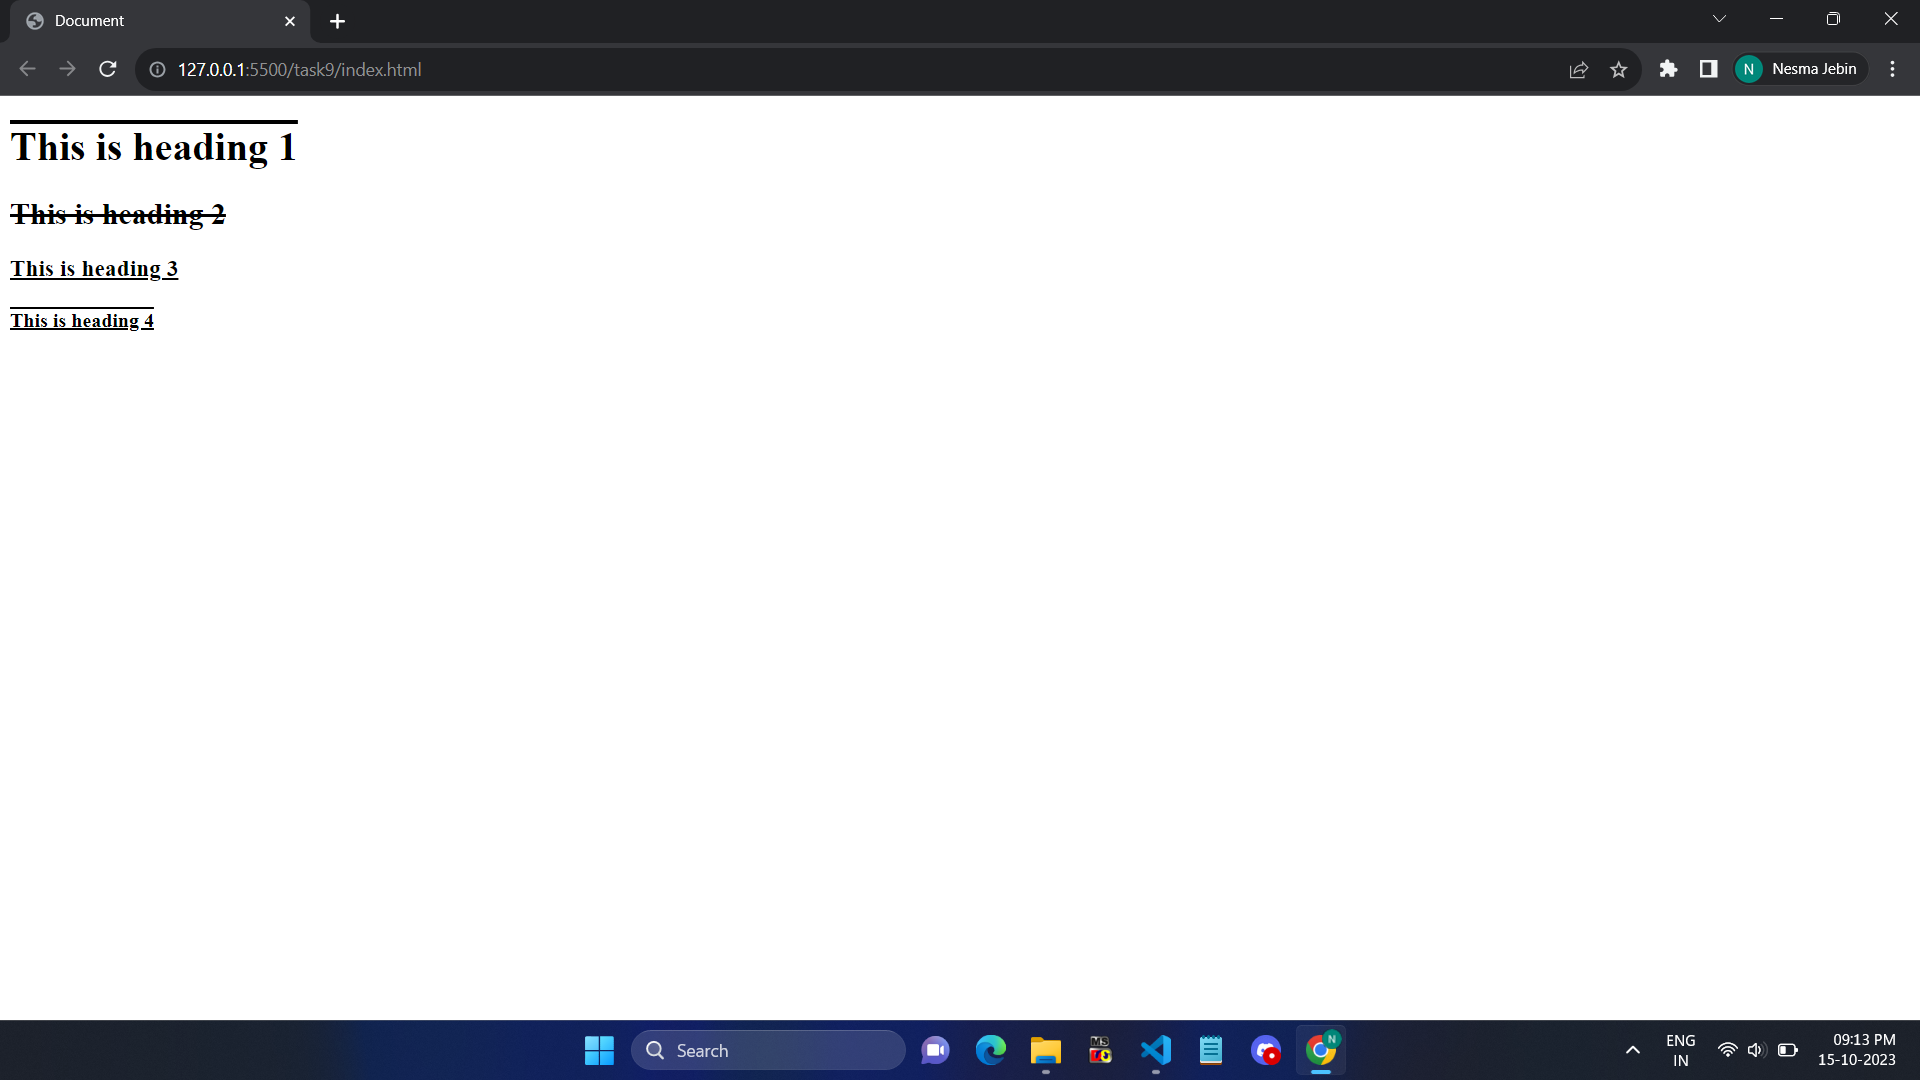 Document
127.0.0.1:5500/task9/index.html
N
Nesma Jebin
This is heading 1
This is heading 2
This is heading 3
This is heading 4
Search
MS
N
ENG
IN
09:13 PM
15-10-2023